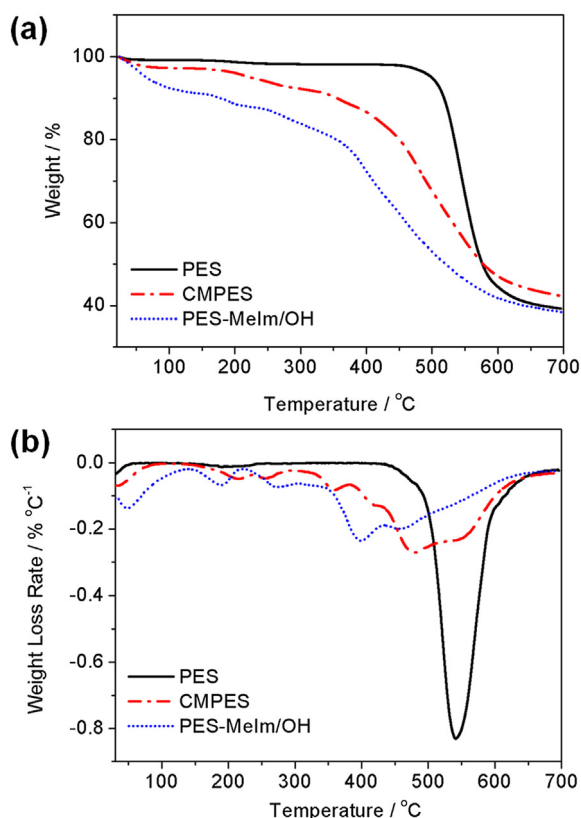 (a)
100
80
60
40
Weight / %
PES
CMPES
PES-MeIm/OH
100 200 300 400 500 600 700
Temperature / °C
(b)
0.0
-0.2
-0.4
-0.6
-0.8
Weight Loss Rate / % °C⁻¹
PES
CMPES
PES-MeIm/OH
100 200 300 400 500 600 700
Temperature / °C